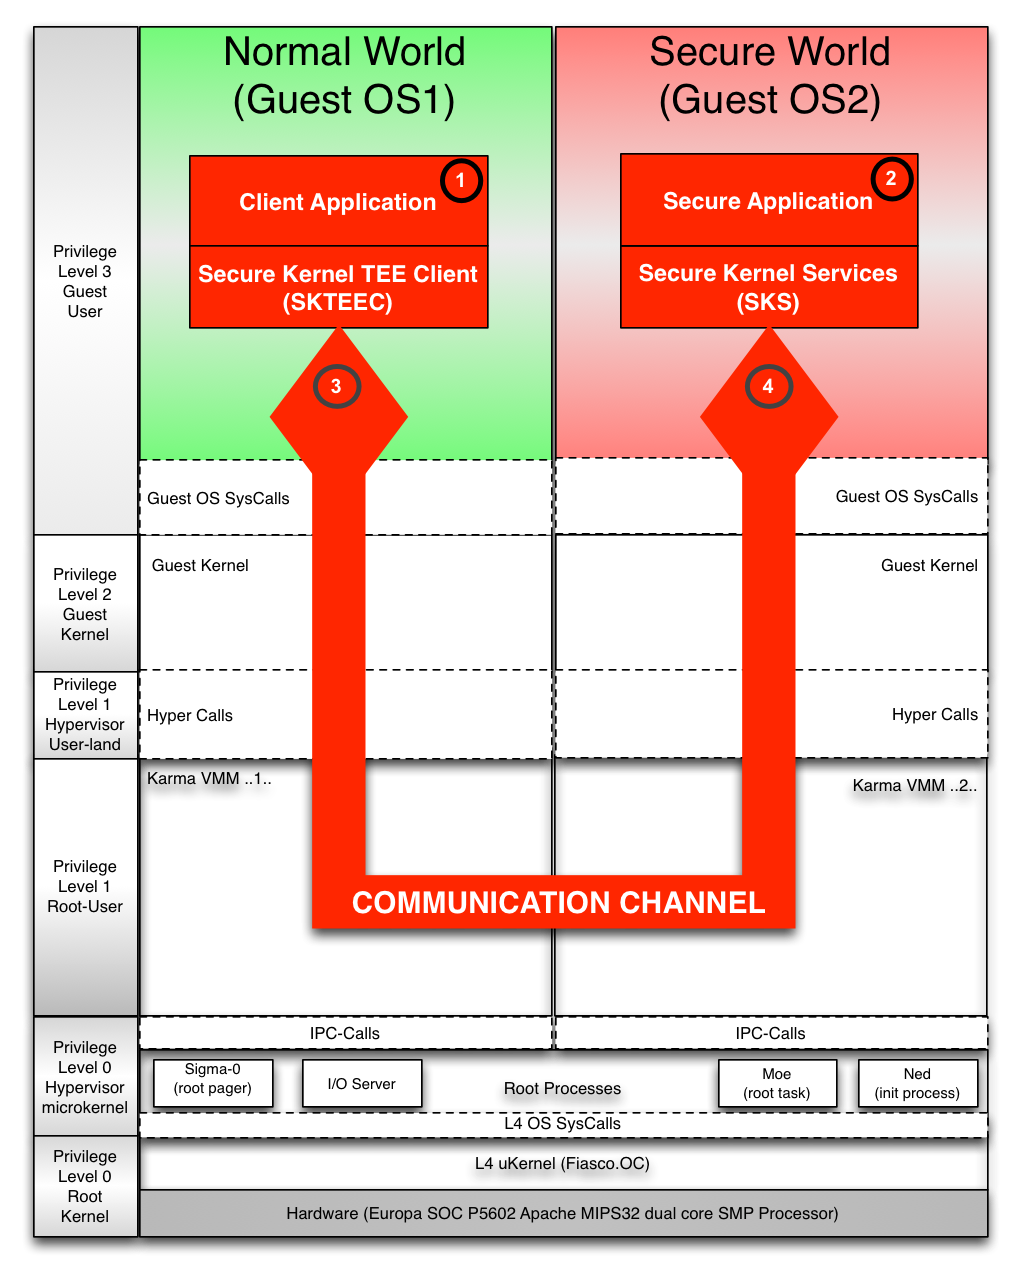 Normal World
(Guest OS1)
Secure World
(Guest OS2)
1
Client Application
Secure Kernel TEE Client
(SKTEEC)
2
Secure Application
Secure Kernel Services
(SKS)
3
4
Privilege
Level 3
Guest
User
Guest OS SysCalls
Guest OS SysCalls
Privilege
Level 2
Guest
Kernel
Guest Kernel
Guest Kernel
Privilege
Level 1
Hypervisor
User-land
Hyper Calls
Hyper Calls
Karma VMM ..1..
Karma VMM ..2..
Privilege
Level 1
Root-User
COMMUNICATION CHANNEL
Privilege
Level 0
Hypervisor
microkernel
IPC-Calls
IPC-Calls
Sigma-0
(root pager)
I/O Server
Root Processes
Moe
(root task)
Ned
(init process)
L4 OS SysCalls
Privilege
Level 0
Root
Kernel
L4 uKernel (Fiasco.OC)
Hardware (Europa SOC P5602 Apache MIPS32 dual core SMP Processor)